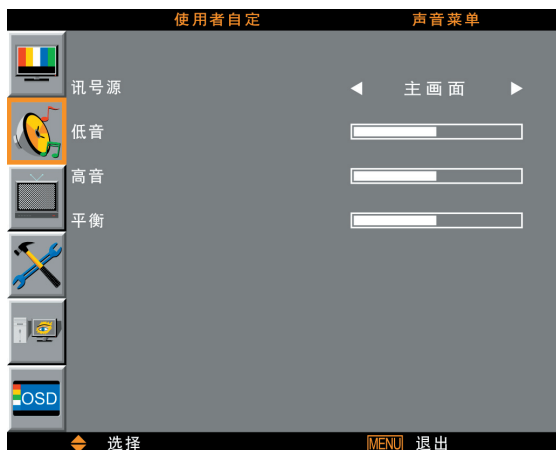 使用者自定 声音菜单
讯号源 主画面
低音
高音
平衡
OSD
选择 MENU 退出